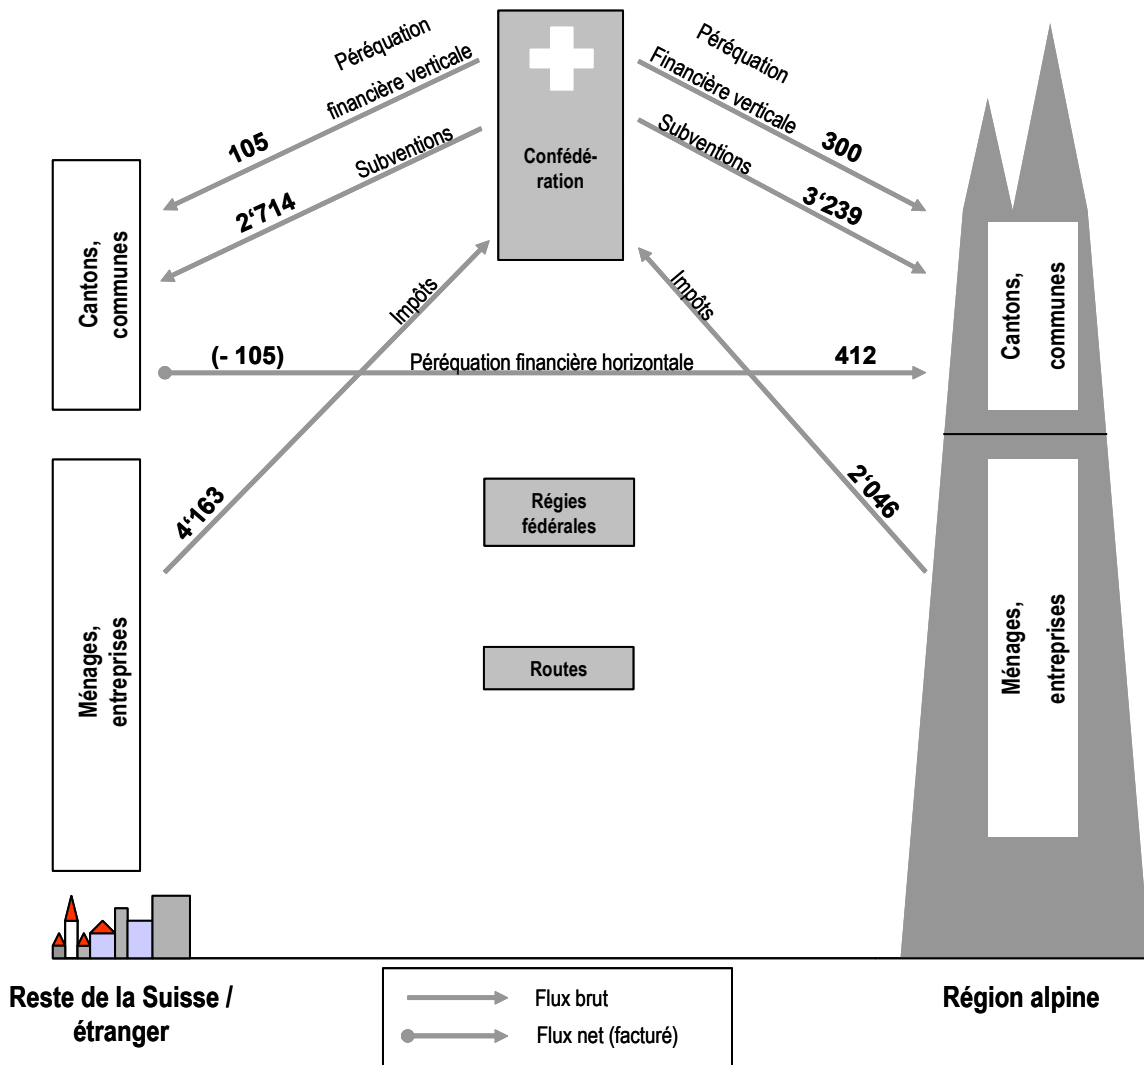 Péréquation
financière verticale
105
Subventions
2‘714
Péréquation
Financière verticale
300
Subventions
3‘239
Confédé-
ration
Cantons,
communes
Impôts
Impôts
Cantons,
communes
(- 105)
Péréquation financière horizontale
412
4‘163
2‘046
Régies
fédérales
Ménages,
entreprises
Ménages,
entreprises
Routes
Reste de la Suisse /
étranger
Région alpine
Flux brut
Flux net (facturé)